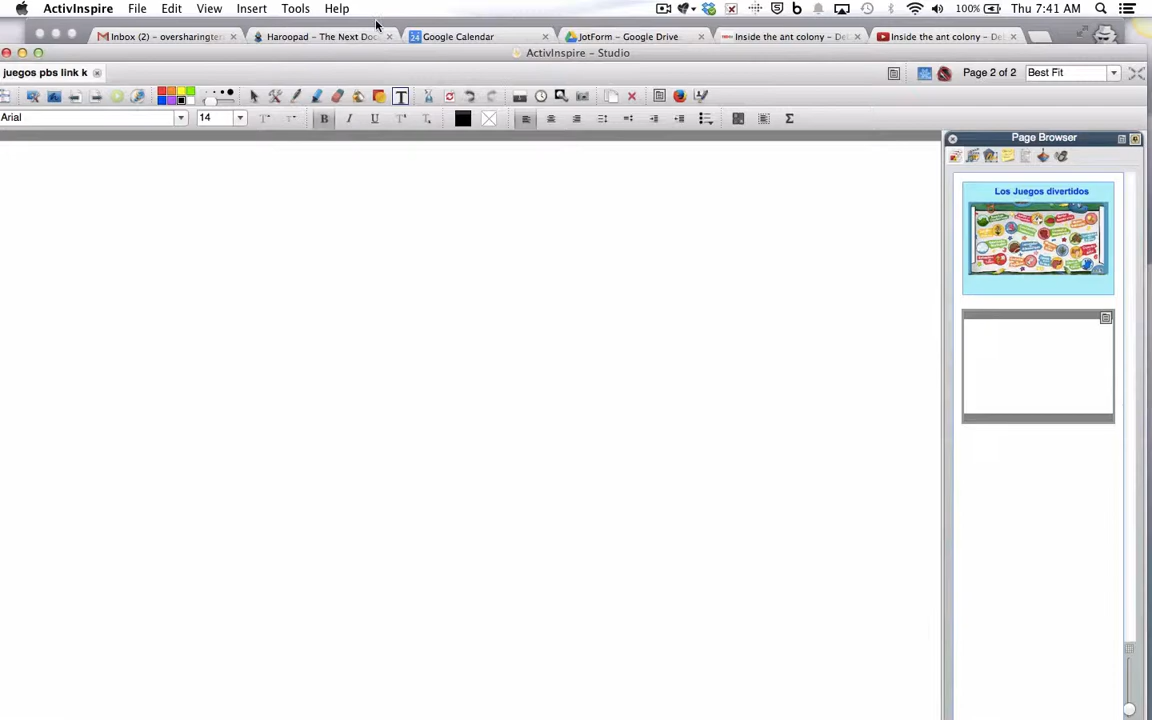 ActivInspire File Edit View Insert Tools Help 100% Thu 7:41 AM
Inbox (2) – oversharingte Haroopad – The Next Do 24 Google Calendar JotForm – Google Drive Inside the ant colony – De Inside the ant colony – De
ActivInspire – Studio
juegos pbs link k Page 2 of 2 Best Fit
T
Arial 14 B I U T T Σ
Page Browser
Los Juegos divertidos